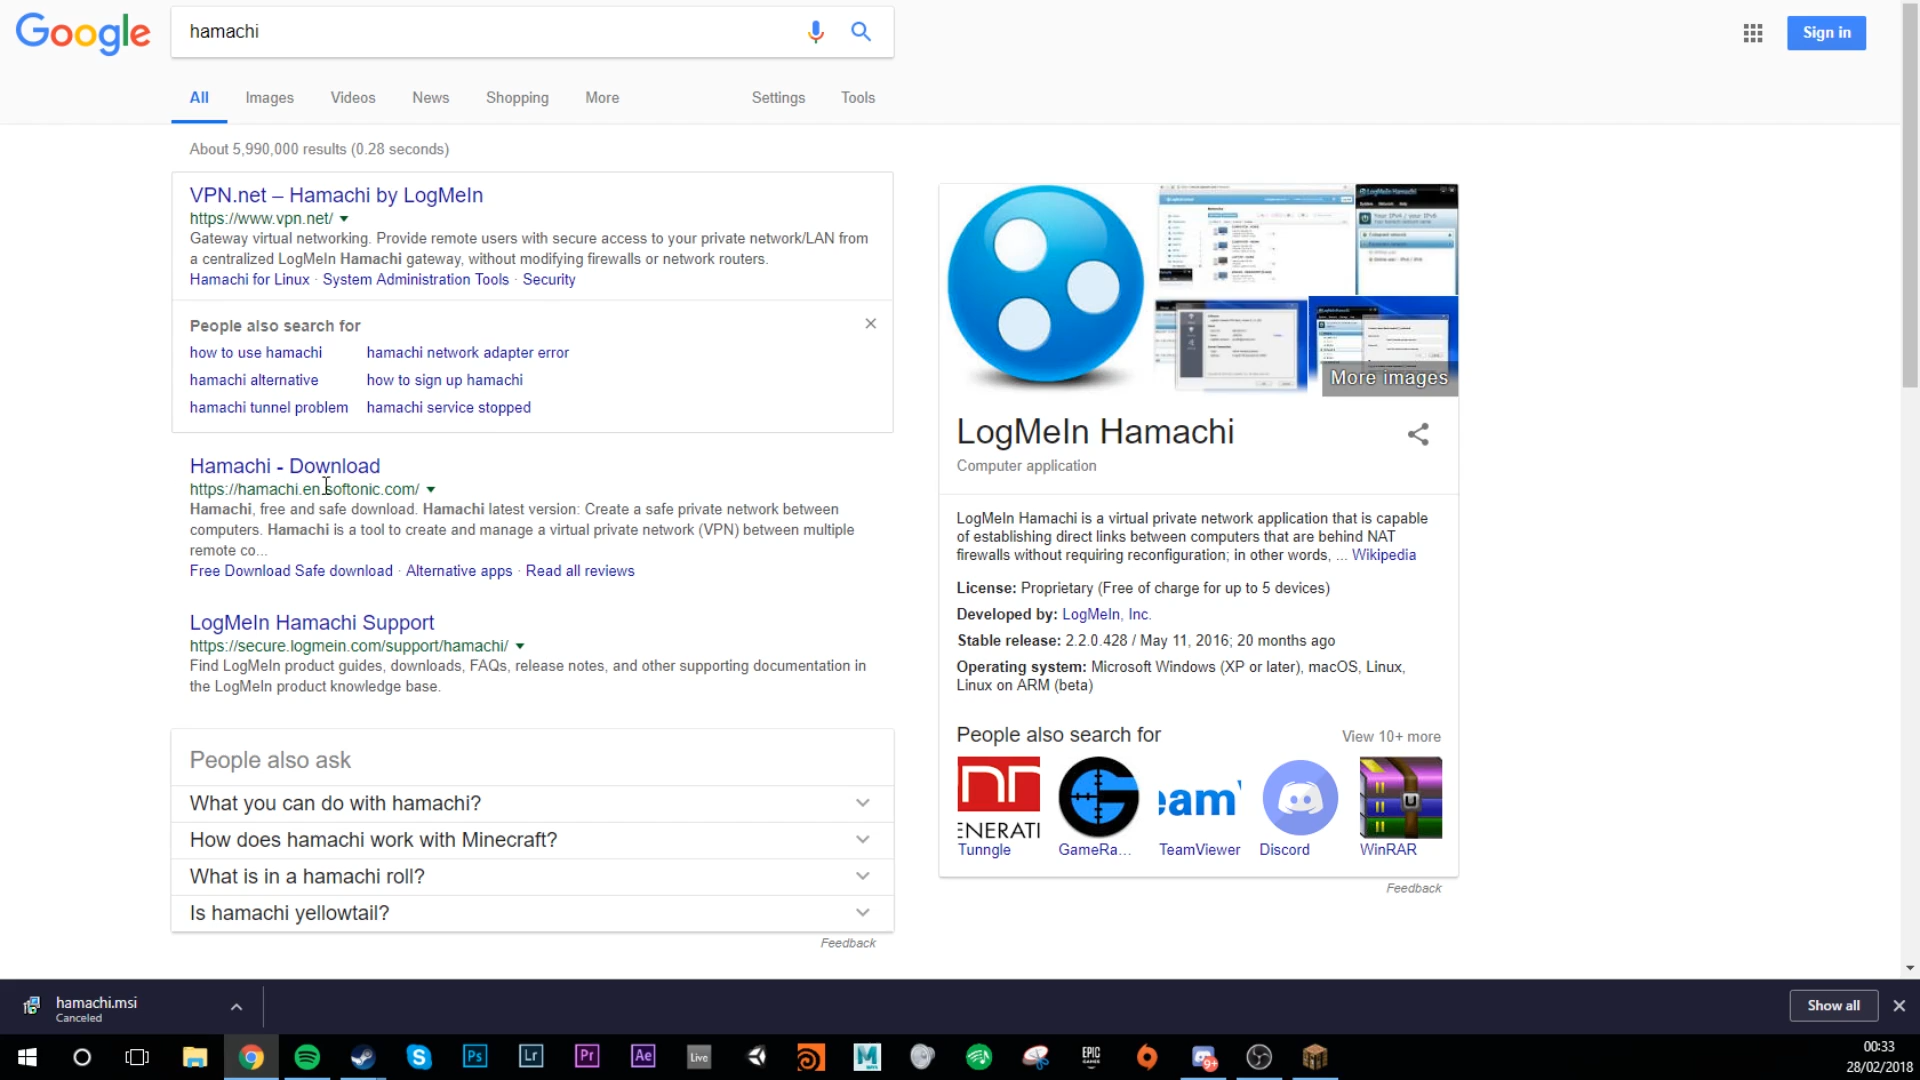 Google
hamachi
Sign in
All
Images
Videos
News
Shopping
More
Settings
Tools
About 5,990,000 results (0.28 seconds)
VPN.net – Hamachi by LogMeIn
https://www.vpn.net/
Gateway virtual networking. Provide remote users with secure access to your private network/LAN from
a centralized LogMeIn Hamachi gateway, without modifying firewalls or network routers.
Hamachi for Linux · System Administration Tools · Security
People also search for
how to use hamachi
hamachi network adapter error
hamachi alternative
how to sign up hamachi
hamachi tunnel problem
hamachi service stopped
Hamachi - Download
https://hamachi.en.softonic.com/
Hamachi, free and safe download. Hamachi latest version: Create a safe private network between
computers. Hamachi is a tool to create and manage a virtual private network (VPN) between multiple
remote co...
Free Download Safe download · Alternative apps · Read all reviews
LogMeIn Hamachi Support
https://secure.logmein.com/support/hamachi/
Find LogMeIn product guides, downloads, FAQs, release notes, and other supporting documentation in
the LogMeIn product knowledge base.
People also ask
What you can do with hamachi?
How does hamachi work with Minecraft?
What is in a hamachi roll?
Is hamachi yellowtail?
Feedback
More images
LogMeIn Hamachi
Computer application
LogMeIn Hamachi is a virtual private network application that is capable
of establishing direct links between computers that are behind NAT
firewalls without requiring reconfiguration; in other words, ... Wikipedia
License: Proprietary (Free of charge for up to 5 devices)
Developed by: LogMeIn, Inc.
Stable release: 2.2.0.428 / May 11, 2016; 20 months ago
Operating system: Microsoft Windows (XP or later), macOS, Linux,
Linux on ARM (beta)
People also search for
View 10+ more
ENERATI
eam
Tunngle
GameRa...
TeamViewer
Discord
WinRAR
Feedback
hamachi.msi
Canceled
Show all
Ps
Lr
Pr
Ae
Live
M
EPIC
GAMES
9+
00:33
28/02/2018